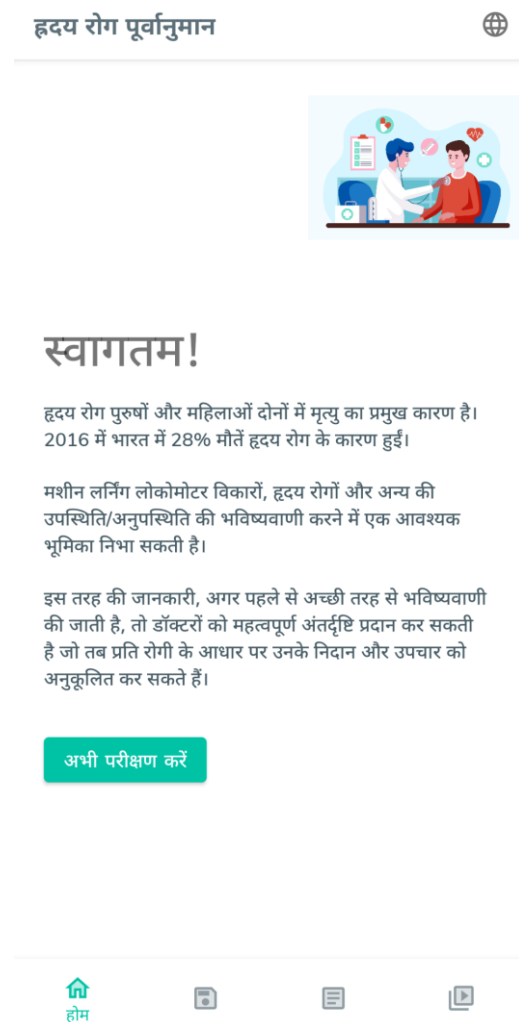 ह्रदय रोग पूर्वानुमान
स्वागतम!
हृदय रोग पुरुषों और महिलाओं दोनों में मृत्यु का प्रमुख कारण है।
2016 में भारत में 28% मौतें हृदय रोग के कारण हुईं।
मशीन लर्निंग लोकोमोटर विकारों, हृदय रोगों और अन्य की
उपस्थिति/अनुपस्थिति की भविष्यवाणी करने में एक आवश्यक
भूमिका निभा सकती है।
इस तरह की जानकारी, अगर पहले से अच्छी तरह से भविष्यवाणी
की जाती है, तो डॉक्टरों को महत्वपूर्ण अंतर्दृष्टि प्रदान कर सकती
है जो तब प्रति रोगी के आधार पर उनके निदान और उपचार को
अनुकूलित कर सकते हैं।
अभी परीक्षण करें
होम